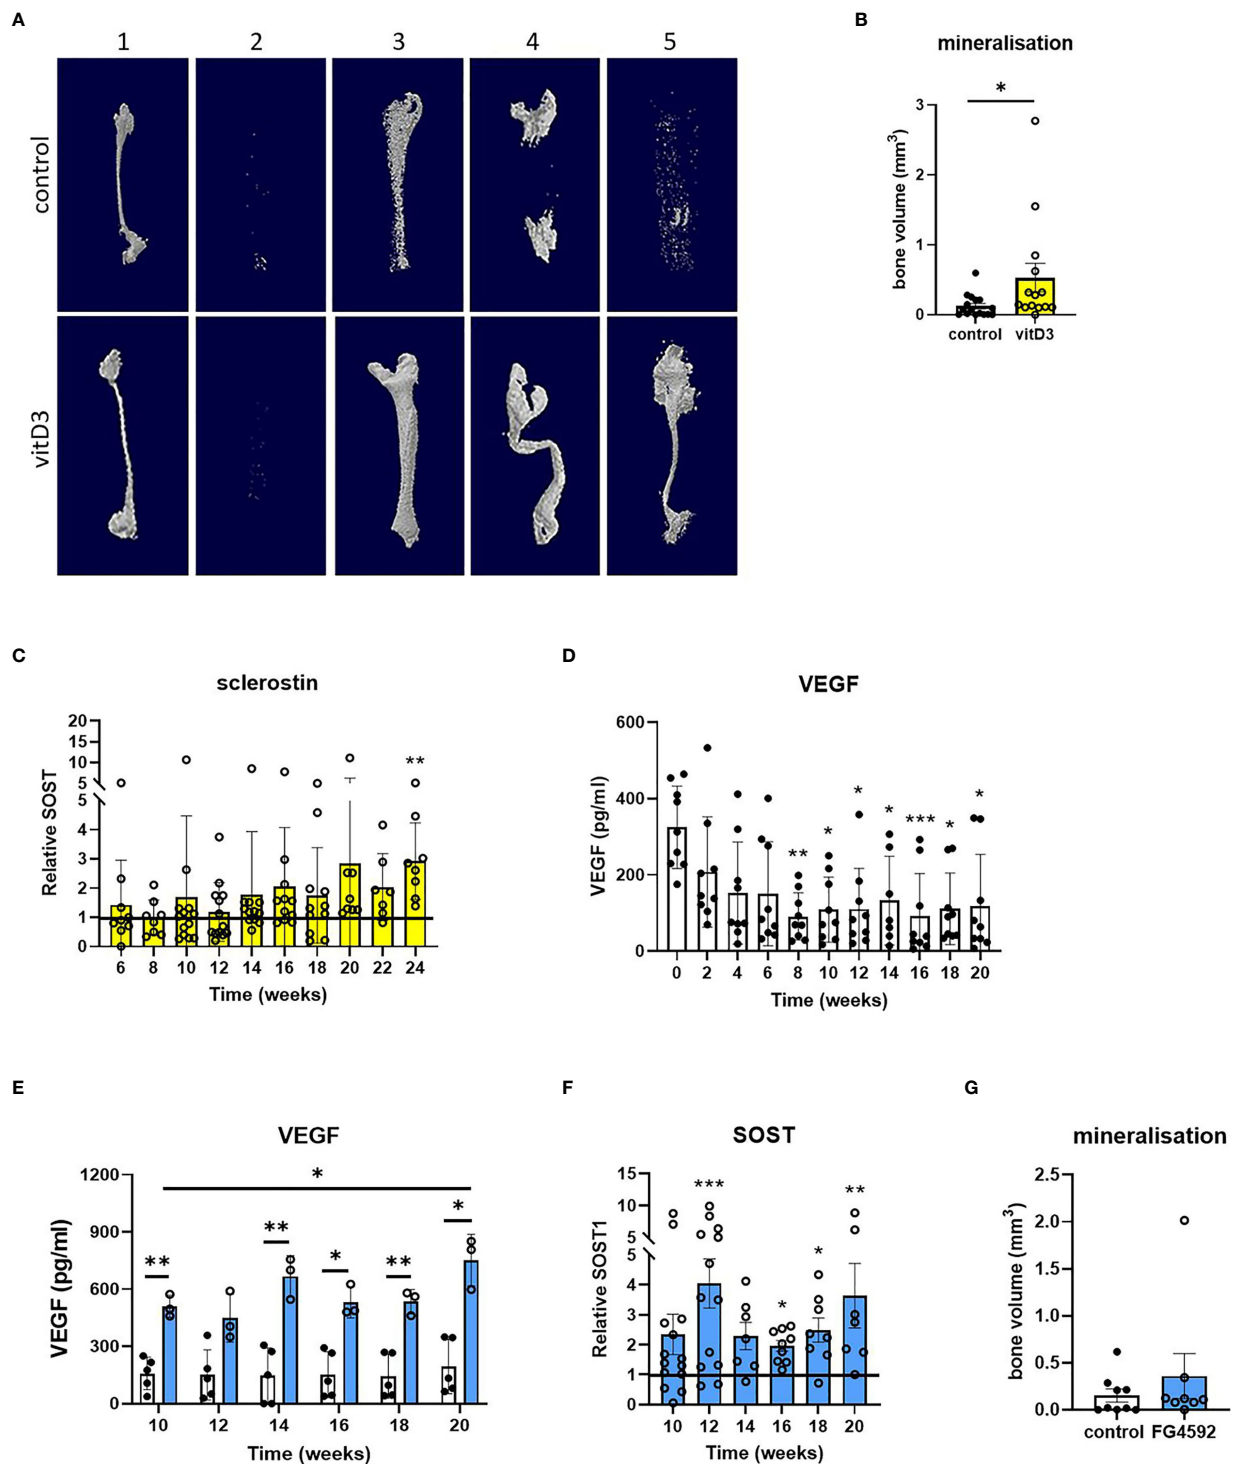 A
1 2 3 4 5
control
vitD3
B
mineralisation
*
bone volume (mm3)
3
2
1
0
control vitD3
C
sclerostin
Relative SOST
20
15
10
5
5
4
3
2
1
0
**
6 8 10 12 14 16 18 20 22 24
Time (weeks)
D
VEGF
VEGF (pg/ml)
600
400
200
0
** * * * *** * *
0 2 4 6 8 10 12 14 16 18 20
Time (weeks)
E
VEGF
VEGF (pg/ml)
1200
900
600
300
0
*
** ** * ** *
10 12 14 16 18 20
Time (weeks)
F
SOST
Relative SOST1
15
10
5
5
4
3
2
1
0
*** * * **
10 12 14 16 18 20
Time (weeks)
G
mineralisation
bone volume (mm3)
2.5
2.0
1.5
1.0
0.5
0.0
control FG4592